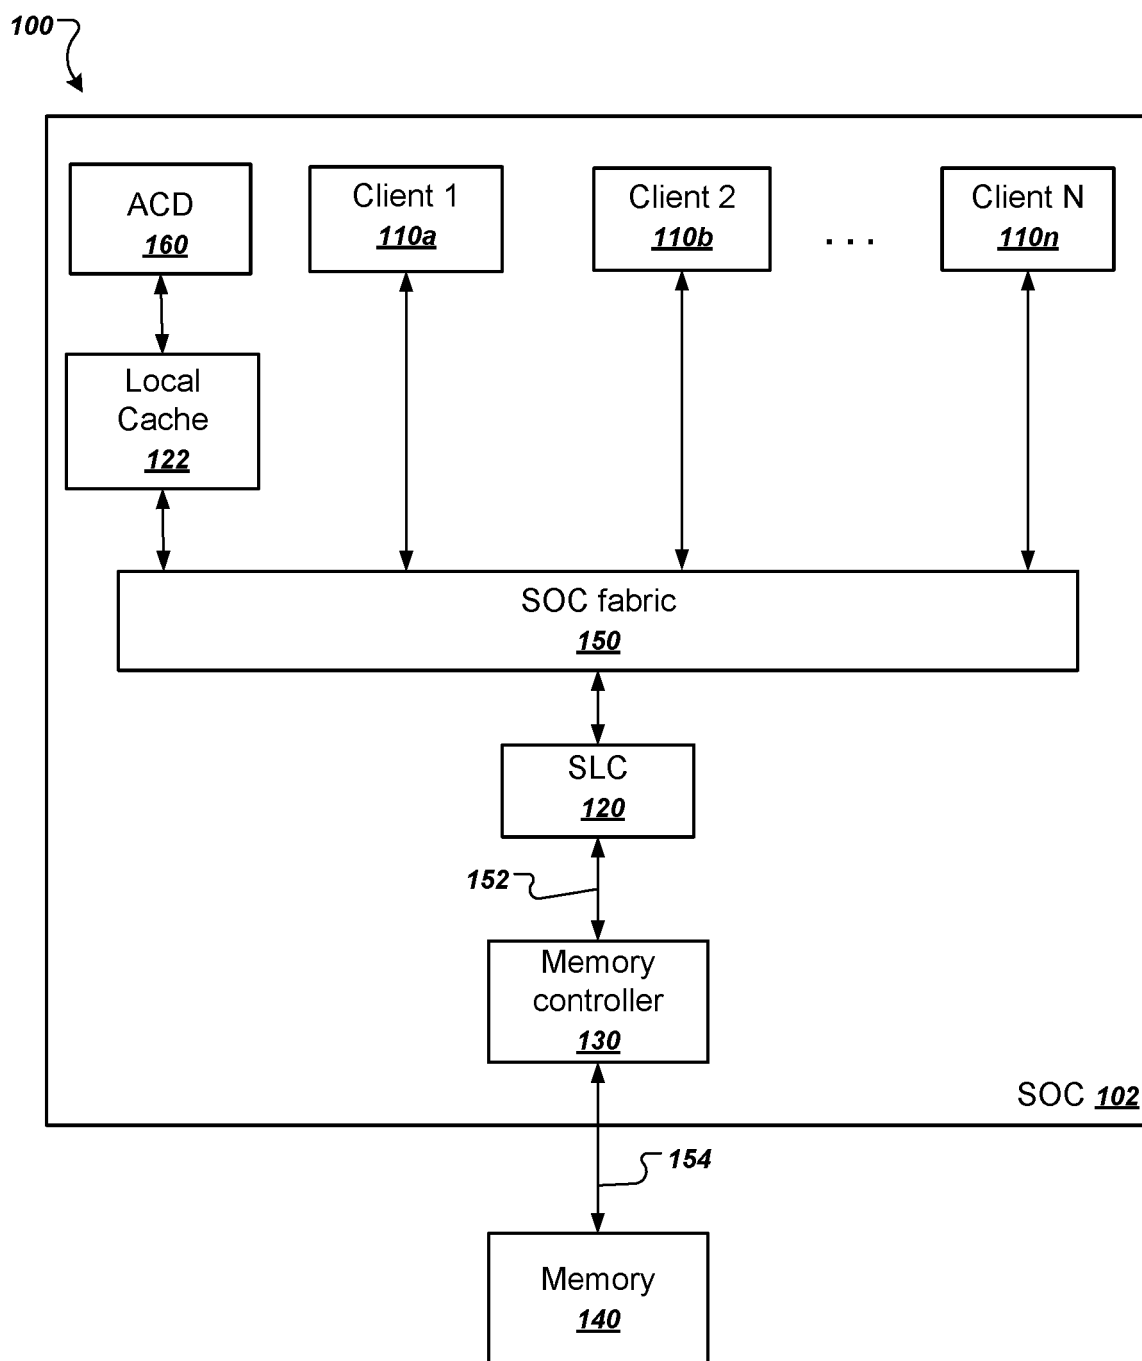 100
ACD
160
Client 1
110a
Client 2
110b
. . .
Client N
110n
Local
Cache
122
SOC fabric
150
SLC
120
152
Memory
controller
130
SOC 102
154
Memory
140